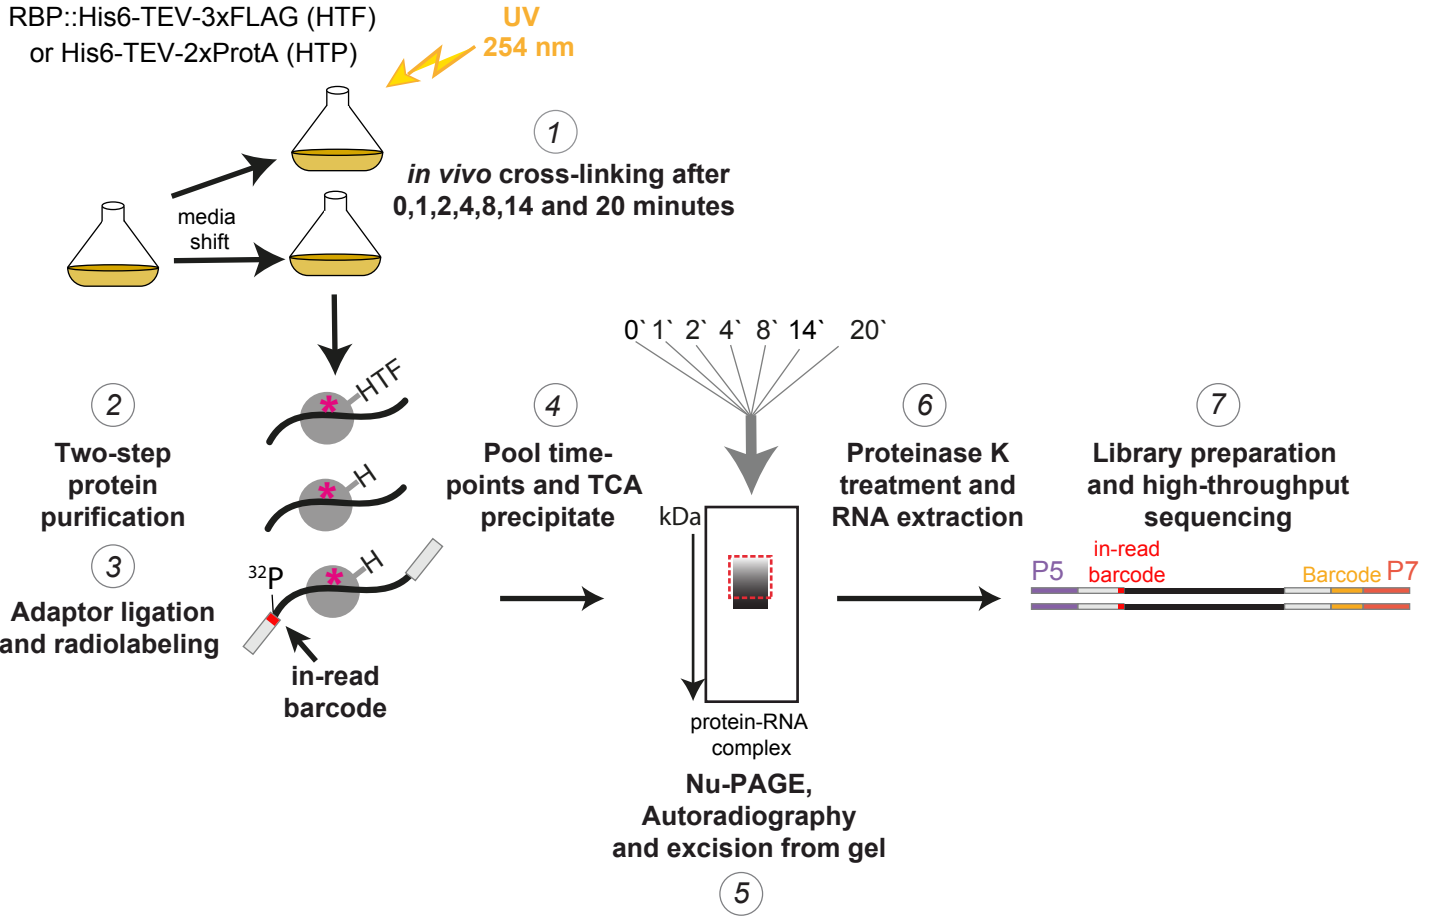 RBP::His6-TEV-3xFLAG (HTF)
or His6-TEV-2xProtA (HTP)
UV
254 nm
1
in vivo cross-linking after
0,1,2,4,8,14 and 20 minutes
media
shift
2
Two-step
protein
purification
HTF
H
3
Adaptor ligation
and radiolabeling
32P
H
in-read
barcode
4
Pool time-
points and TCA
precipitate
0` 1` 2` 4` 8` 14` 20`
kDa
protein-RNA
complex
Nu-PAGE,
Autoradiography
and excision from gel
5
6
Proteinase K
treatment and
RNA extraction
7
Library preparation
and high-throughput
sequencing
P5
in-read
barcode
Barcode
P7